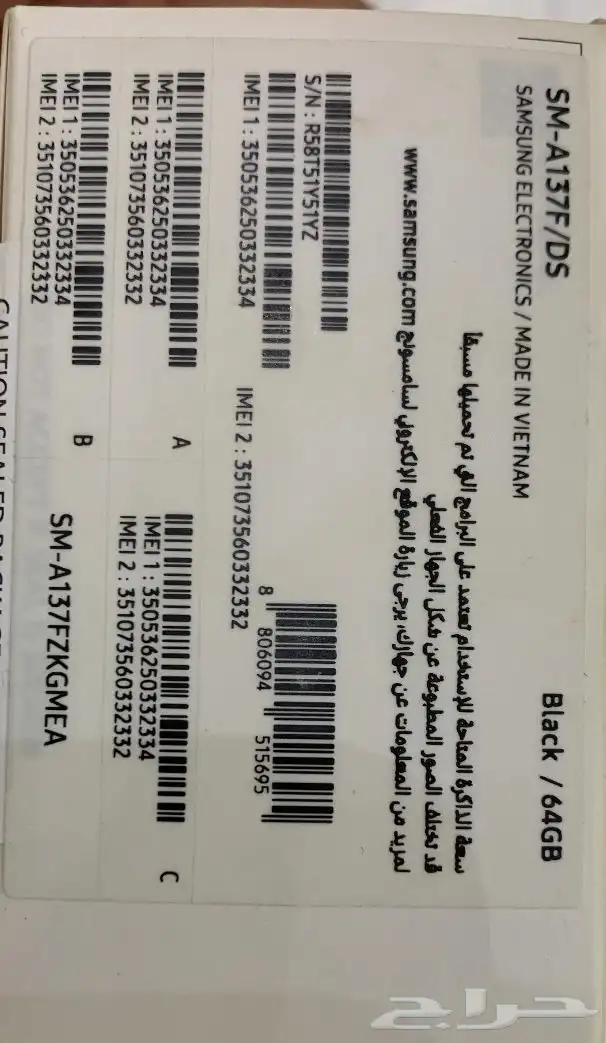 SM-A137F/DS
Black / 64GB
SAMSUNG ELECTRONICS / MADE IN VIETNAM
سعة الذاكرة المتاحة للإستخدام تعتمد على البرامج التي تم تحميلها مسبقا
قد تختلف الصور المطبوعة عن شكل الجهاز الفعلي
لمزيد من المعلومات عن جهازك، يرجى زيارة الموقع الإلكتروني لسامسونج www.samsung.com
S/N : R58T51Y51YZ
IMEI 1 : 350536250332334
IMEI 2 : 351073560332332
8 806094 515695
IMEI 1 : 350536250332334
IMEI 2 : 351073560332332
A
IMEI 1 : 350536250332334
IMEI 2 : 351073560332332
C
IMEI 1 : 350536250332334
IMEI 2 : 351073560332332
B
SM-A137FZKGMEA
حراج